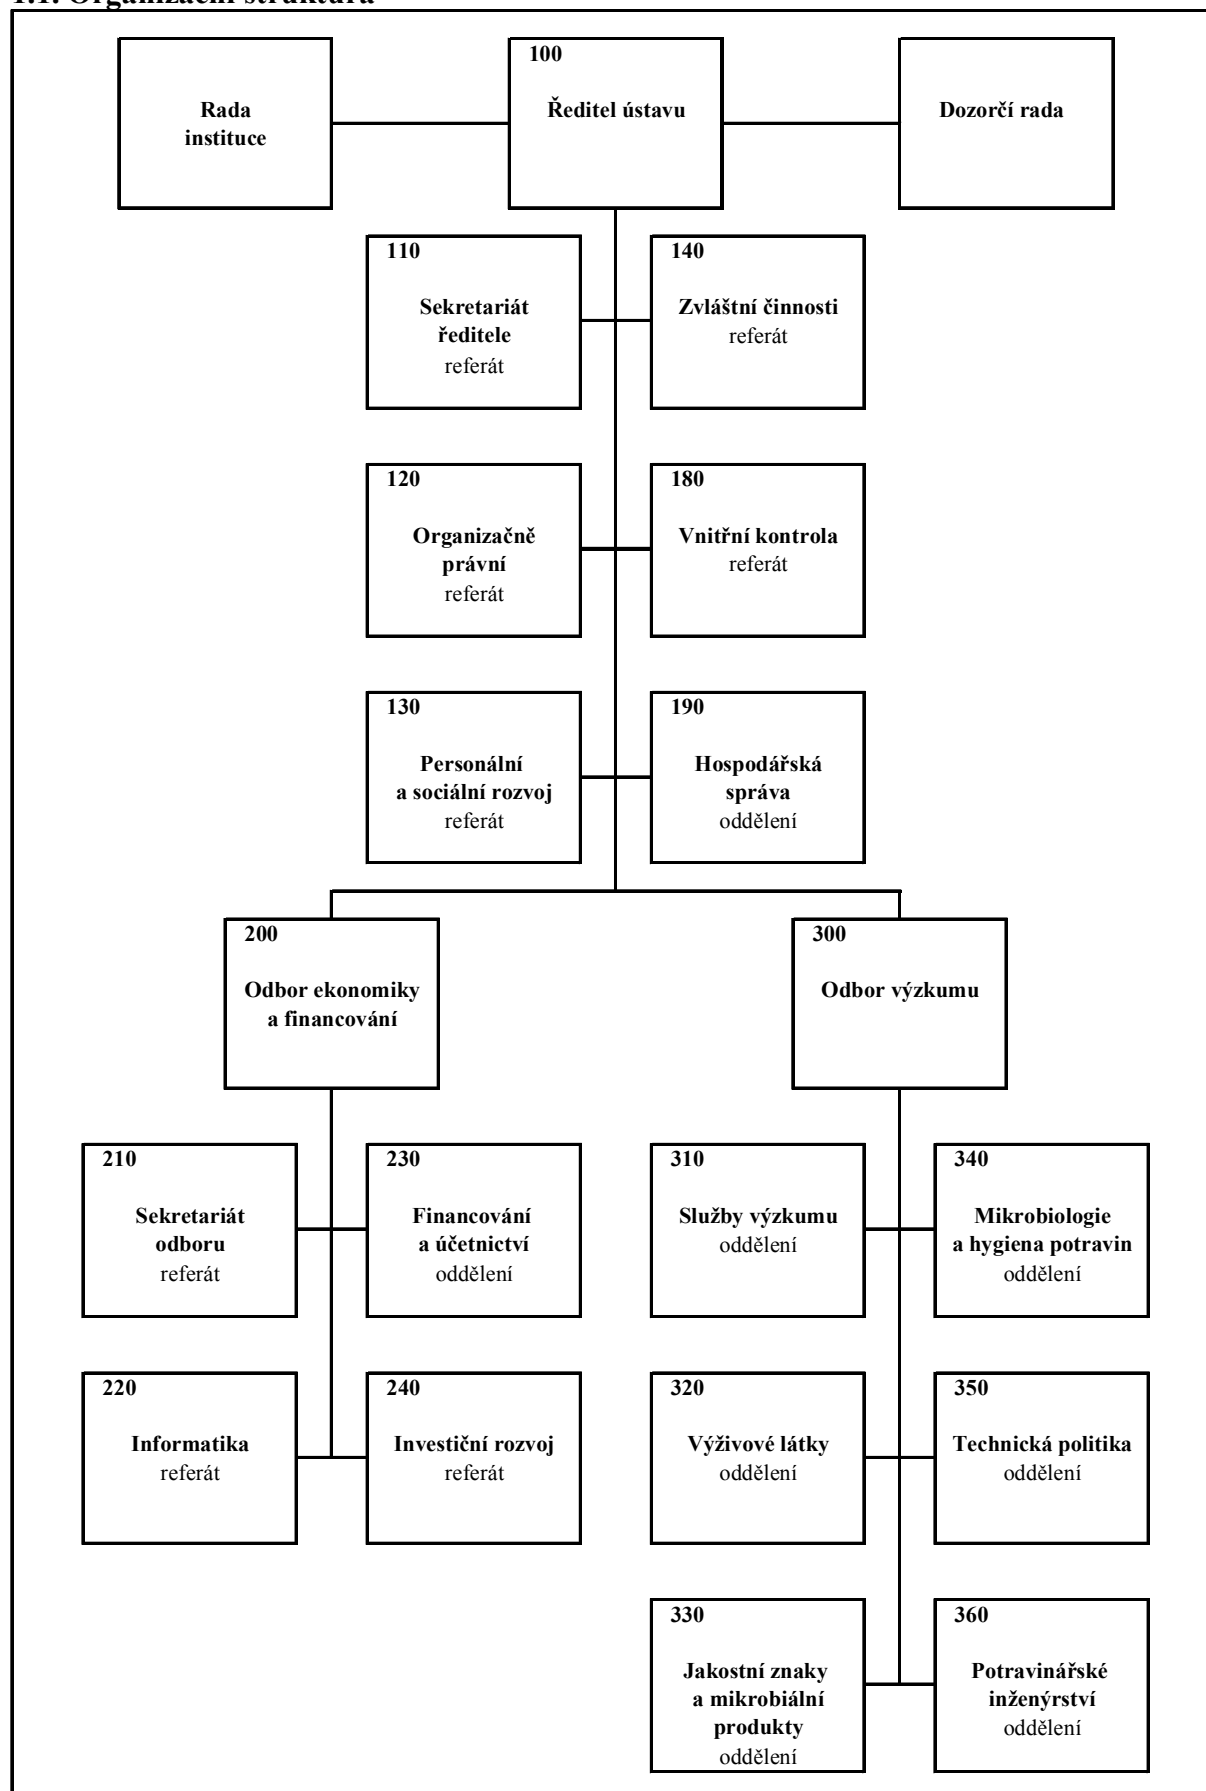 1.1. Organizační struktura
Rada
instituce
100
Ředitel ústavu
Dozorčí rada
110
Sekretariát
ředitele
referát
140
Zvláštní činnosti
referát
120
Organizačně
právní
referát
180
Vnitřní kontrola
referát
130
Personální
a sociální rozvoj
referát
190
Hospodářská
správa
oddělení
200
Odbor ekonomiky
a financování
300
Odbor výzkumu
210
Sekretariát
odboru
referát
230
Financování
a účetnictví
oddělení
310
Služby výzkumu
oddělení
340
Mikrobiologie
a hygiena potravin
oddělení
220
Informatika
referát
240
Investiční rozvoj
referát
320
Výživové látky
oddělení
350
Technická politika
oddělení
330
Jakostní znaky
a mikrobiální
produkty
oddělení
360
Potravinářské
inženýrství
oddělení